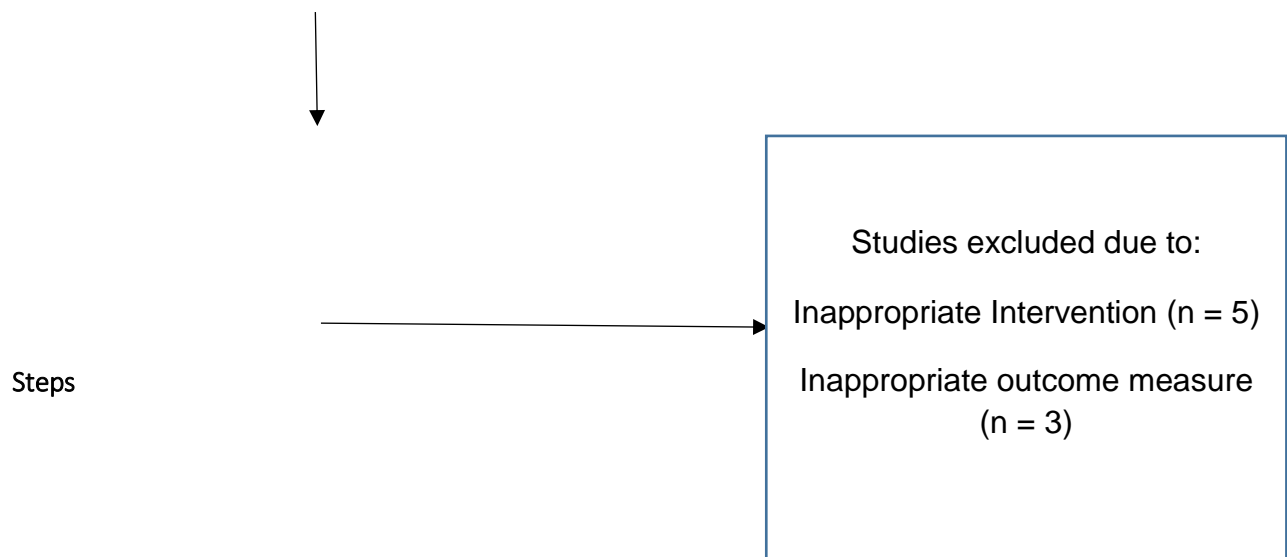 Studies excluded due to:
Inappropriate Intervention (n = 5)
Steps
Inappropriate outcome measure
(n = 3)